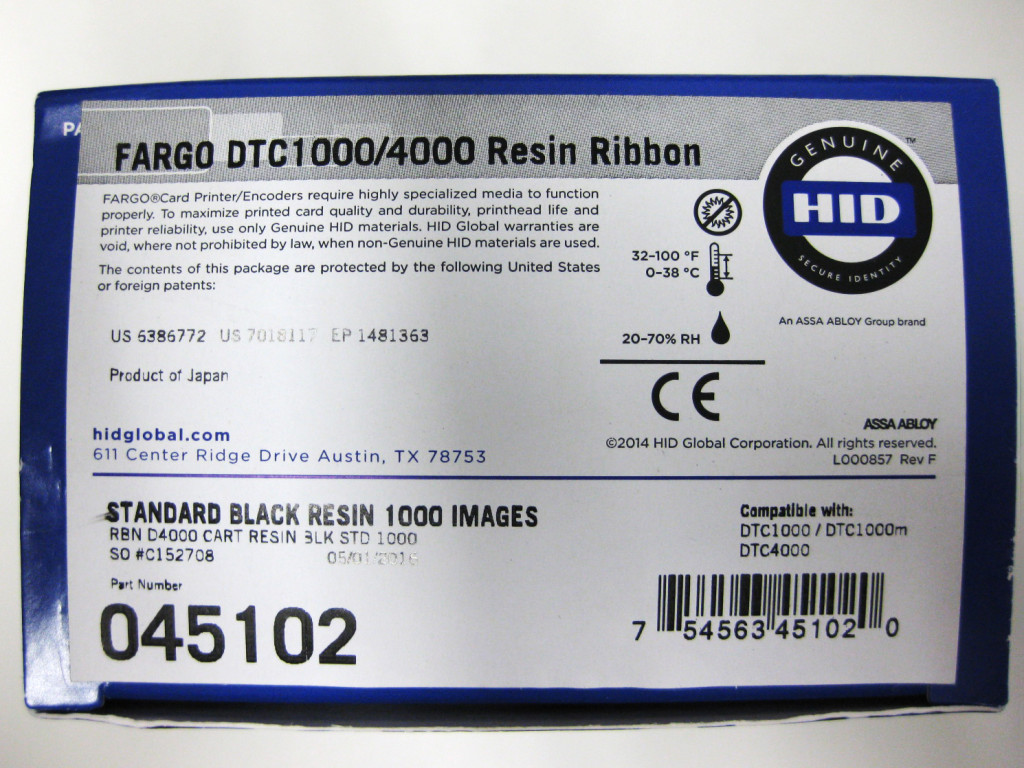 PA
FARGO DTC1000/4000 Resin Ribbon
FARGO®Card Printer/Encoders require highly specialized media to function
properly. To maximize printed card quality and durability, printhead life and
printer reliability, use only Genuine HID materials. HID Global warranties are
void, where not prohibited by law, when non-Genuine HID materials are used.
The contents of this package are protected by the following United States
or foreign patents:
US 6386772 US 7018117 EP 1481363
Product of Japan
hidglobal.com
611 Center Ridge Drive Austin, TX 78753
GENUINE
™
HID
SECURE IDENTITY
An ASSA ABLOY Group brand
32-100 °F
0-38 °C
20-70% RH
CE
ASSA ABLOY
©2014 HID Global Corporation. All rights reserved.
L000857 Rev F
STANDARD BLACK RESIN 1000 IMAGES
RBN D4000 CART RESIN BLK STD 1000
SO #C152708 05/01/2016
Part Number
045102
Compatible with:
DTC1000 / DTC1000m
DTC4000
7 54563 45102 0